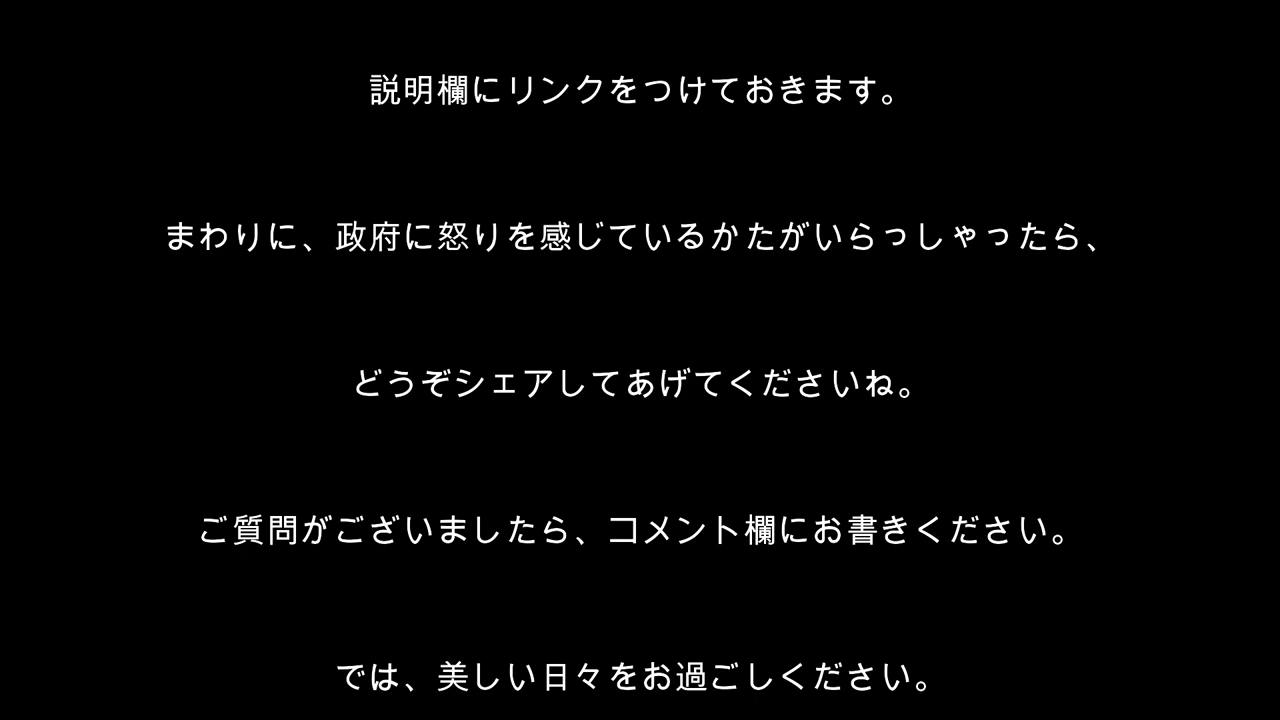 説明欄にリンクをつけておきます。
まわりに、政府に怒りを感じているかたがいらっしゃったら、
どうぞシェアしてあげてくださいね。
ご質問がございましたら、コメント欄にお書きください。
では、美しい日々をお過ごしください。